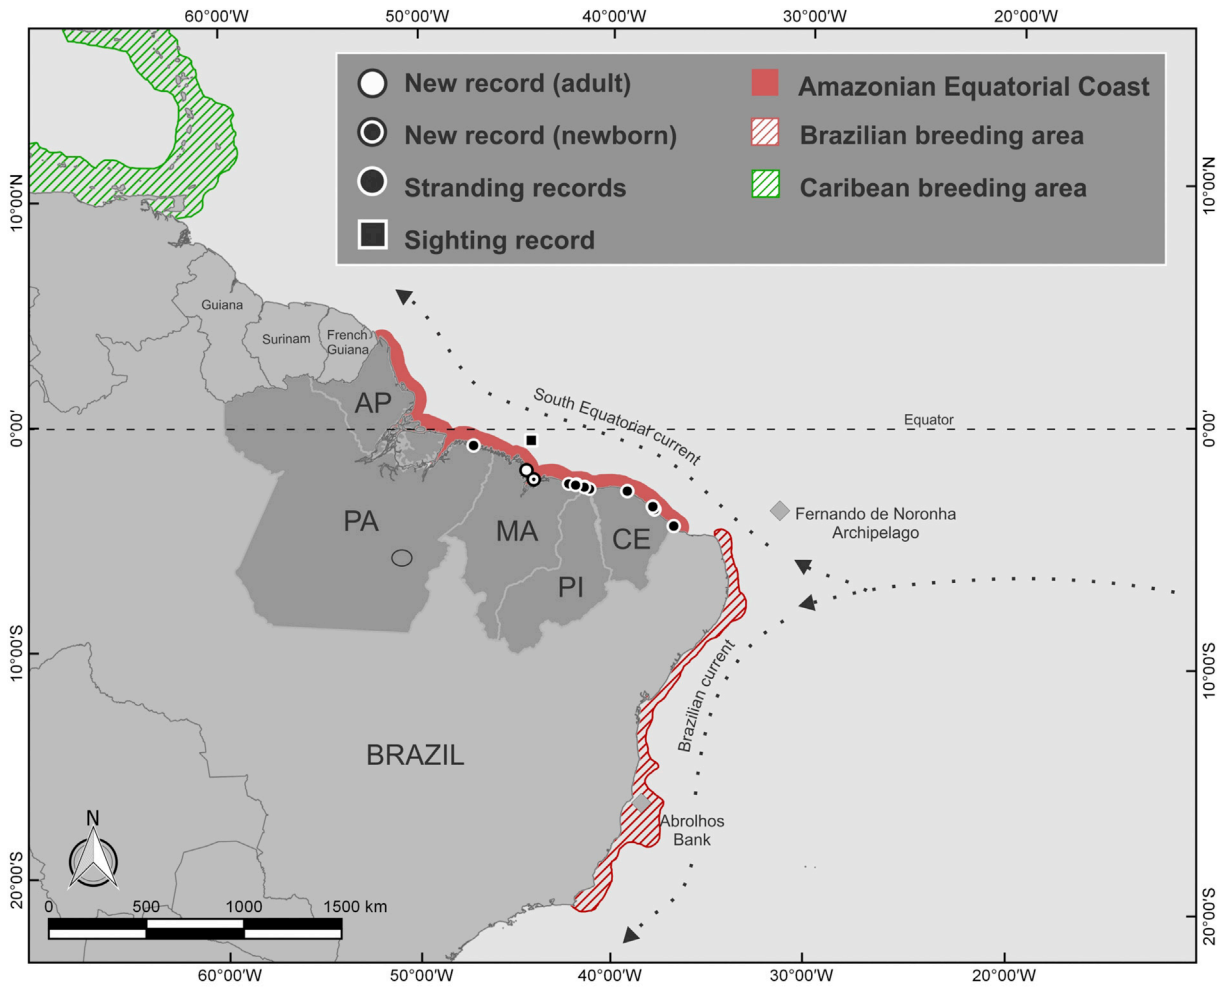 60°00'W 50°00'W 40°00'W 30°00'W 20°00'W
New record (adult)
New record (newborn)
Stranding records
Sighting record
Amazonian Equatorial Coast
Brazilian breeding area
Caribean breeding area
10°00'N
10°00'N
Guiana
Surinam
French
Guiana
AP
South Equatorial current
Equator
0°00'
0°00'
PA
MA
CE
PI
Fernando de Noronha
Archipelago
10°00'S
10°00'S
Brazilian current
BRAZIL
Abrolhos
Bank
N
20°00'S
20°00'S
0 500 1000 1500 km
60°00'W 50°00'W 40°00'W 30°00'W 20°00'W